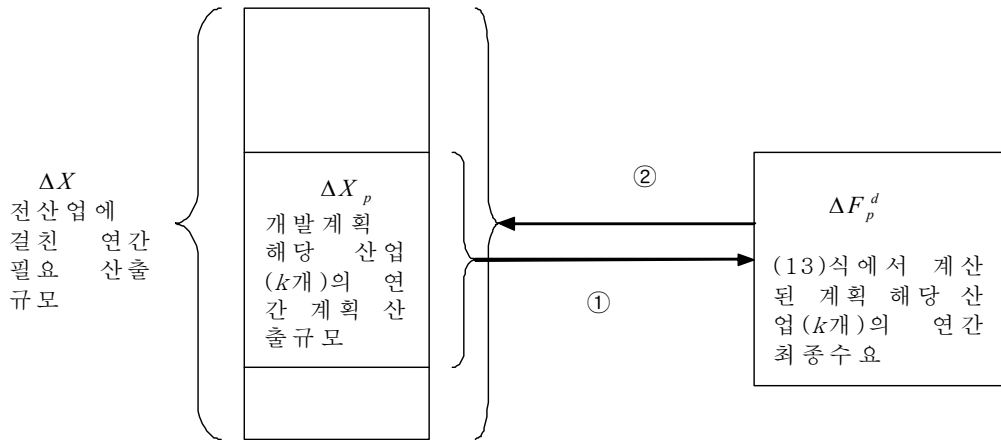 ΔX
전산업에
걸친 연간
필요 산출
규모
ΔX_p
개발계획
해당 산업
(k개)의 연
간 계획 산
출규모
②
①
ΔF_p^d
(13)식에서 계산
된 계획 해당 산
업(k개)의 연간
최종수요